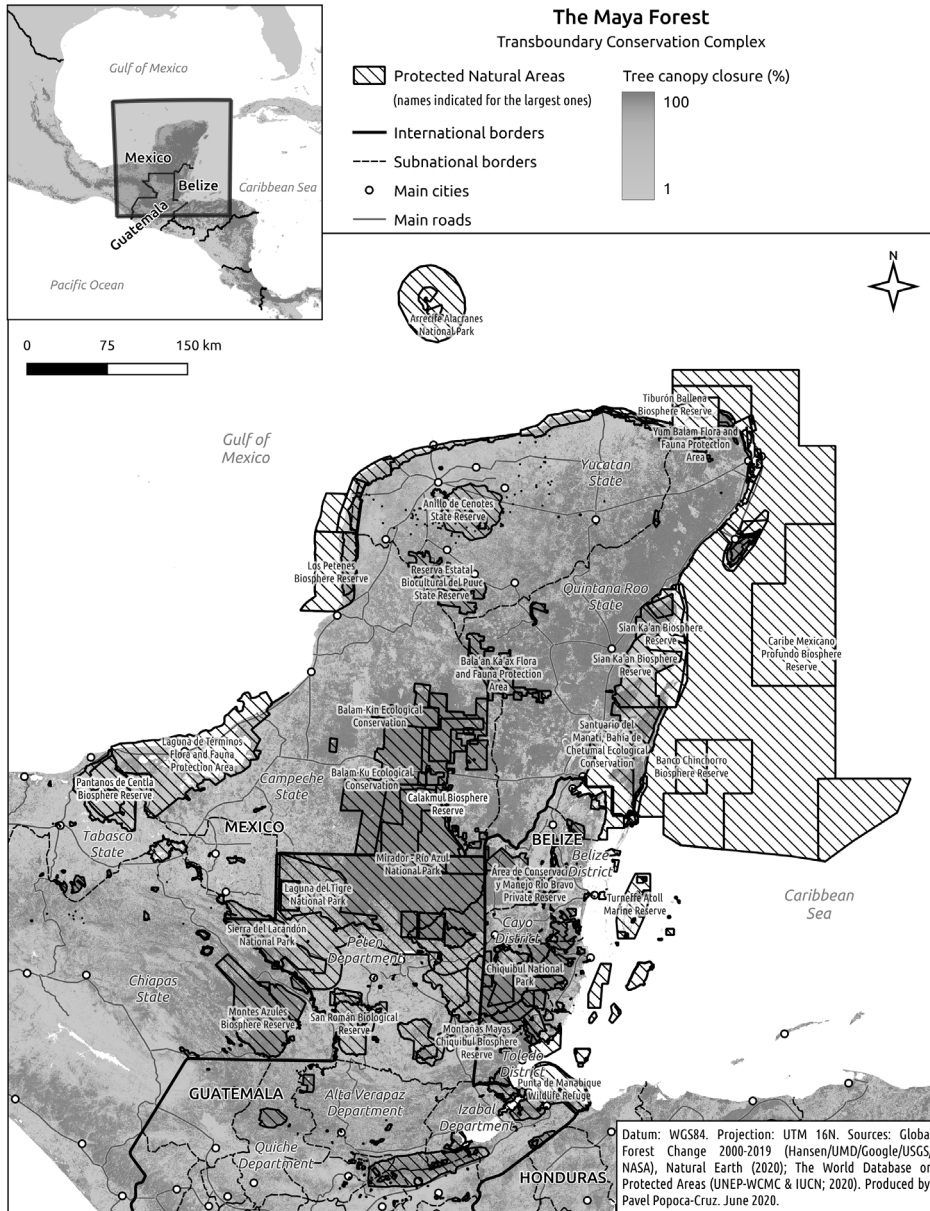 The Maya Forest
Transboundary Conservation Complex
Protected Natural Areas
(names indicated for the largest ones)
International borders
Subnational borders
Main cities
Main roads
Tree canopy closure (%)
100
1
Gulf of Mexico
Mexico
Belize
Caribbean Sea
Guatemala
Pacific Ocean
N
0 75 150 km
Arrecife Alacranes
National Park
Tiburón Ballena
Biosphere Reserve
Yum Balam Flora and
Fauna Protection
Area
Gulf of
Mexico
Yucatan
State
Anillo de Cenotes
State Reserve
Los Petenes
Biosphere Reserve
Reserva Estatal
Biocultural del Puuc
State Reserve
Quintana Roo
State
Sian Ka'an Biosphere
Reserve
Sian Ka'an Biosphere
Reserve
Caribe Mexicano
Profundo Biosphere
Reserve
Bala'an Ka'ax Flora
and Fauna Protection
Area
Balam-Kin Ecological
Conservation
Santuario del
Manatí, Bahía de
Chetumal Ecological
Conservation
Laguna de Términos
Flora and Fauna
Protection Area
Banco Chinchorro
Biosphere Reserve
Pantanos de Centla
Biosphere Reserve
Campeche
State
Balam-Ku Ecological
Conservation
Calakmul Biosphere
Reserve
Tabasco
State
MEXICO
BELIZE
Belize
District
Mirador - Río Azul
National Park
Área de Conservac
y Manejo Río Bravo
Private Reserve
Laguna del Tigre
National Park
Turneffe Atoll
Marine Reserve
Caribbean
Sea
Sierra del Lacandón
National Park
Petén
Department
Cayo
District
Chiquibul National
Park
Chiapas
State
Montes Azules
Biosphere Reserve
San Román Biological
Reserve
Montañas Mayas
Chiquibul Biosphere
Reserve
Toledo
District
Punta de Manabique
Wildlife Refuge
GUATEMALA
Alta Verapaz
Department
Izabal
Department
Quiche
Department
HONDURAS
Datum: WGS84. Projection: UTM 16N. Sources: Global
Forest Change 2000-2019 (Hansen/UMD/Google/USGS/
NASA), Natural Earth (2020); The World Database on
Protected Areas (UNEP-WCMC & IUCN; 2020). Produced by
Pavel Popoca-Cruz. June 2020.